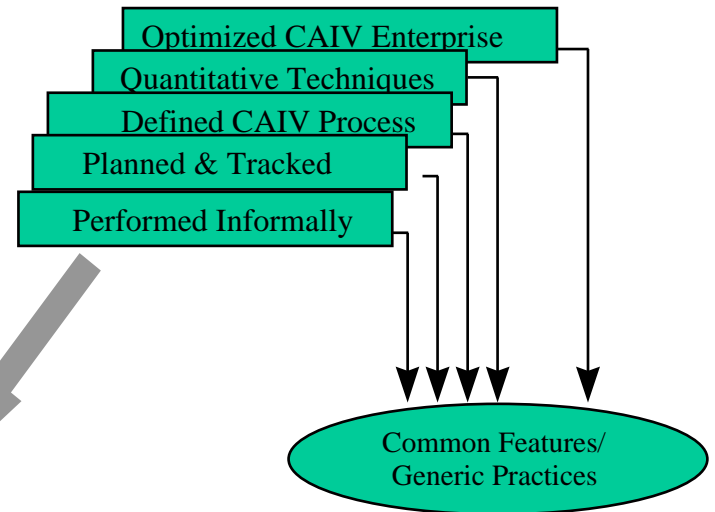 Optimized CAIV Enterprise
Quantitative Techniques
Defined CAIV Process
Planned & Tracked
Performed Informally
Common Features/
Generic Practices